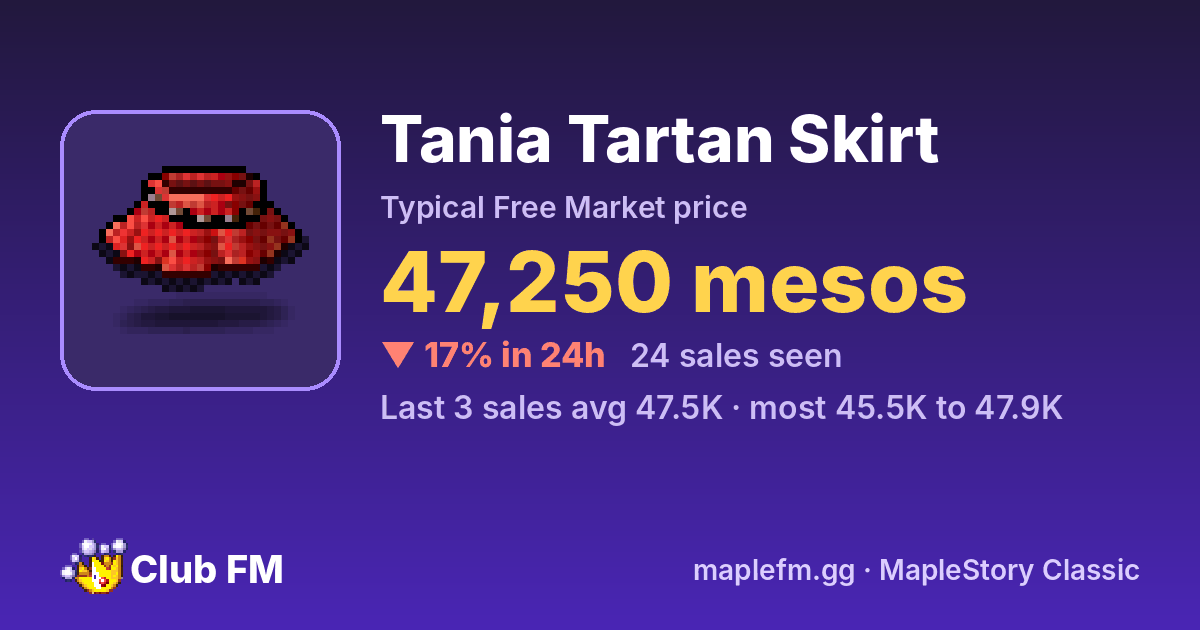 Tania Tartan Skirt
Typical Free Market price
47,250 mesos
▼ 17% in 24h 24 sales seen
Last 3 sales avg 47.5K · most 45.5K to 47.9K
Club FM
maplefm.gg · MapleStory Classic